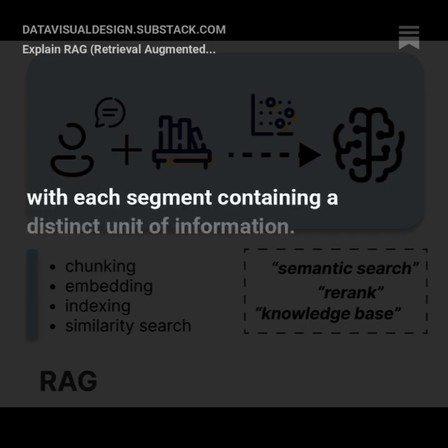 DATAVISUALDESIGN.SUBSTACK.COM
Explain RAG (Retrieval Augmented...
with each segment containing a
distinct unit of information.
• chunking
• embedding
• indexing
• similarity search
“semantic search”
“rerank”
“knowledge base”
RAG